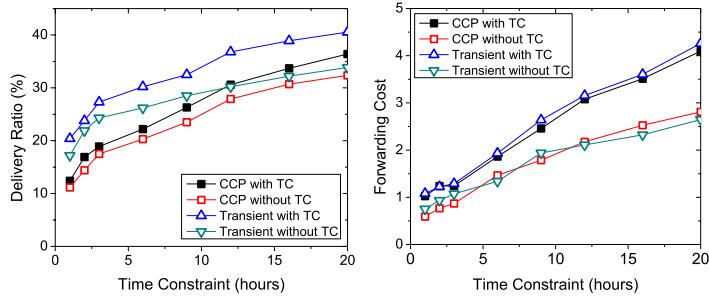 Delivery Ratio (%)
40
30
20
10
0
CCP with TC
CCP without TC
Transient with TC
Transient without TC
0 5 10 15 20
Time Constraint (hours)
Forwarding Cost
5
4
3
2
1
0
CCP with TC
CCP without TC
Transient with TC
Transient without TC
0 5 10 15 20
Time Constraint (hours)